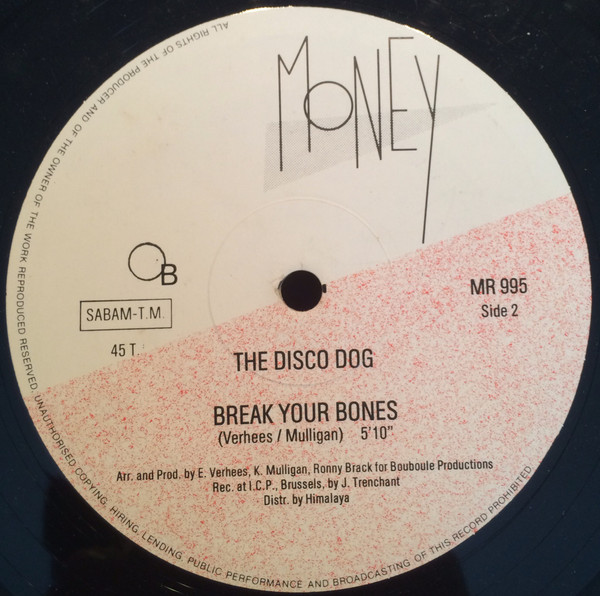 MONEY
B
SABAM-T.M.
45 T.
MR 995
Side 2
THE DISCO DOG
BREAK YOUR BONES
(Verhees / Mulligan) 5'10"
Arr. and Prod. by E. Verhees, K. Mulligan, Ronny Brack for Bouboule Productions
Rec. at I.C.P., Brussels, by J. Trenchant
Distr. by Himalaya
ALL RIGHTS OF THE PRODUCER AND OF THE OWNER OF THE WORK REPRODUCED RESERVED. UNAUTHORISED COPYING, HIRING, LENDING, PUBLIC PERFORMANCE AND BROADCASTING OF THIS RECORD PROHIBITED